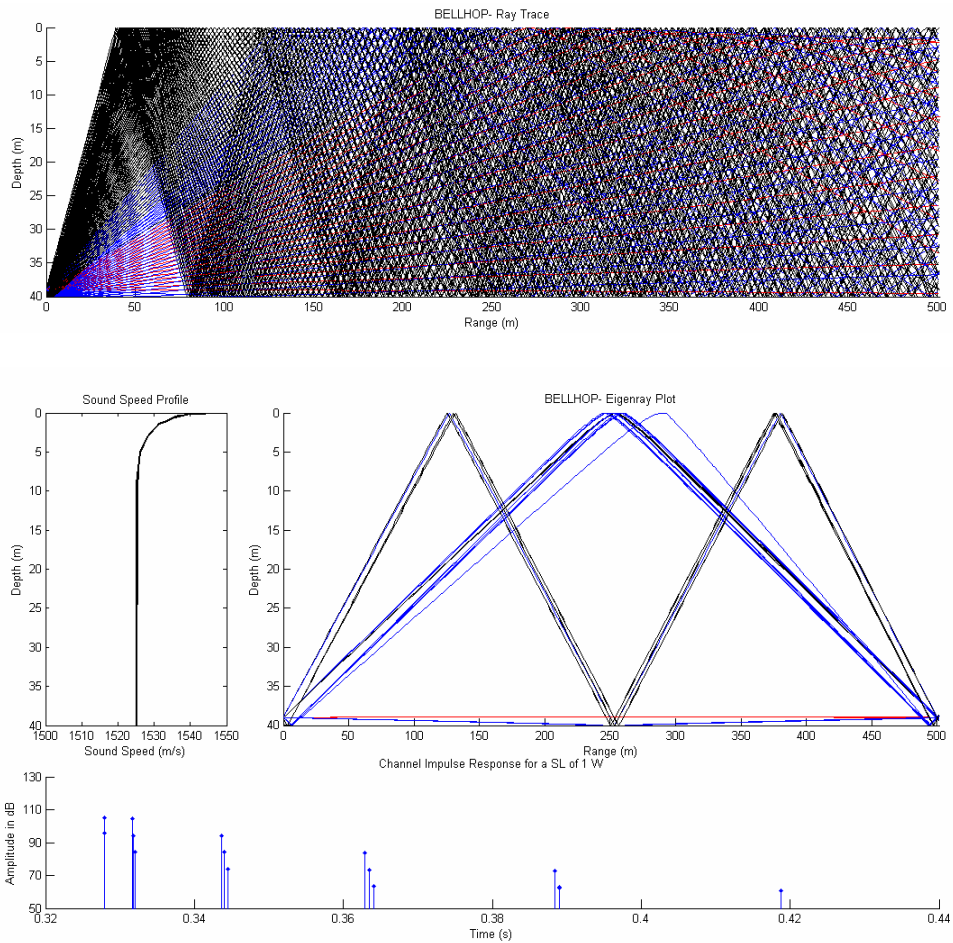 BELLHOP- Ray Trace
0
5
10
15
20
25
30
35
40
Depth (m)
0 50 100 150 200 250 300 350 400 450 500
Range (m)
Sound Speed Profile
0
5
10
15
20
25
30
35
40
Depth (m)
1500 1510 1520 1530 1540 1550
Sound Speed (m/s)
BELLHOP- Eigenray Plot
0
5
10
15
20
25
30
35
40
Depth (m)
0 50 100 150 200 250 300 350 400 450 500
Range (m)
Channel Impulse Response for a SL of 1 W
130
110
90
70
50
Amplitude in dB
0.32 0.34 0.36 0.38 0.4 0.42 0.44
Time (s)